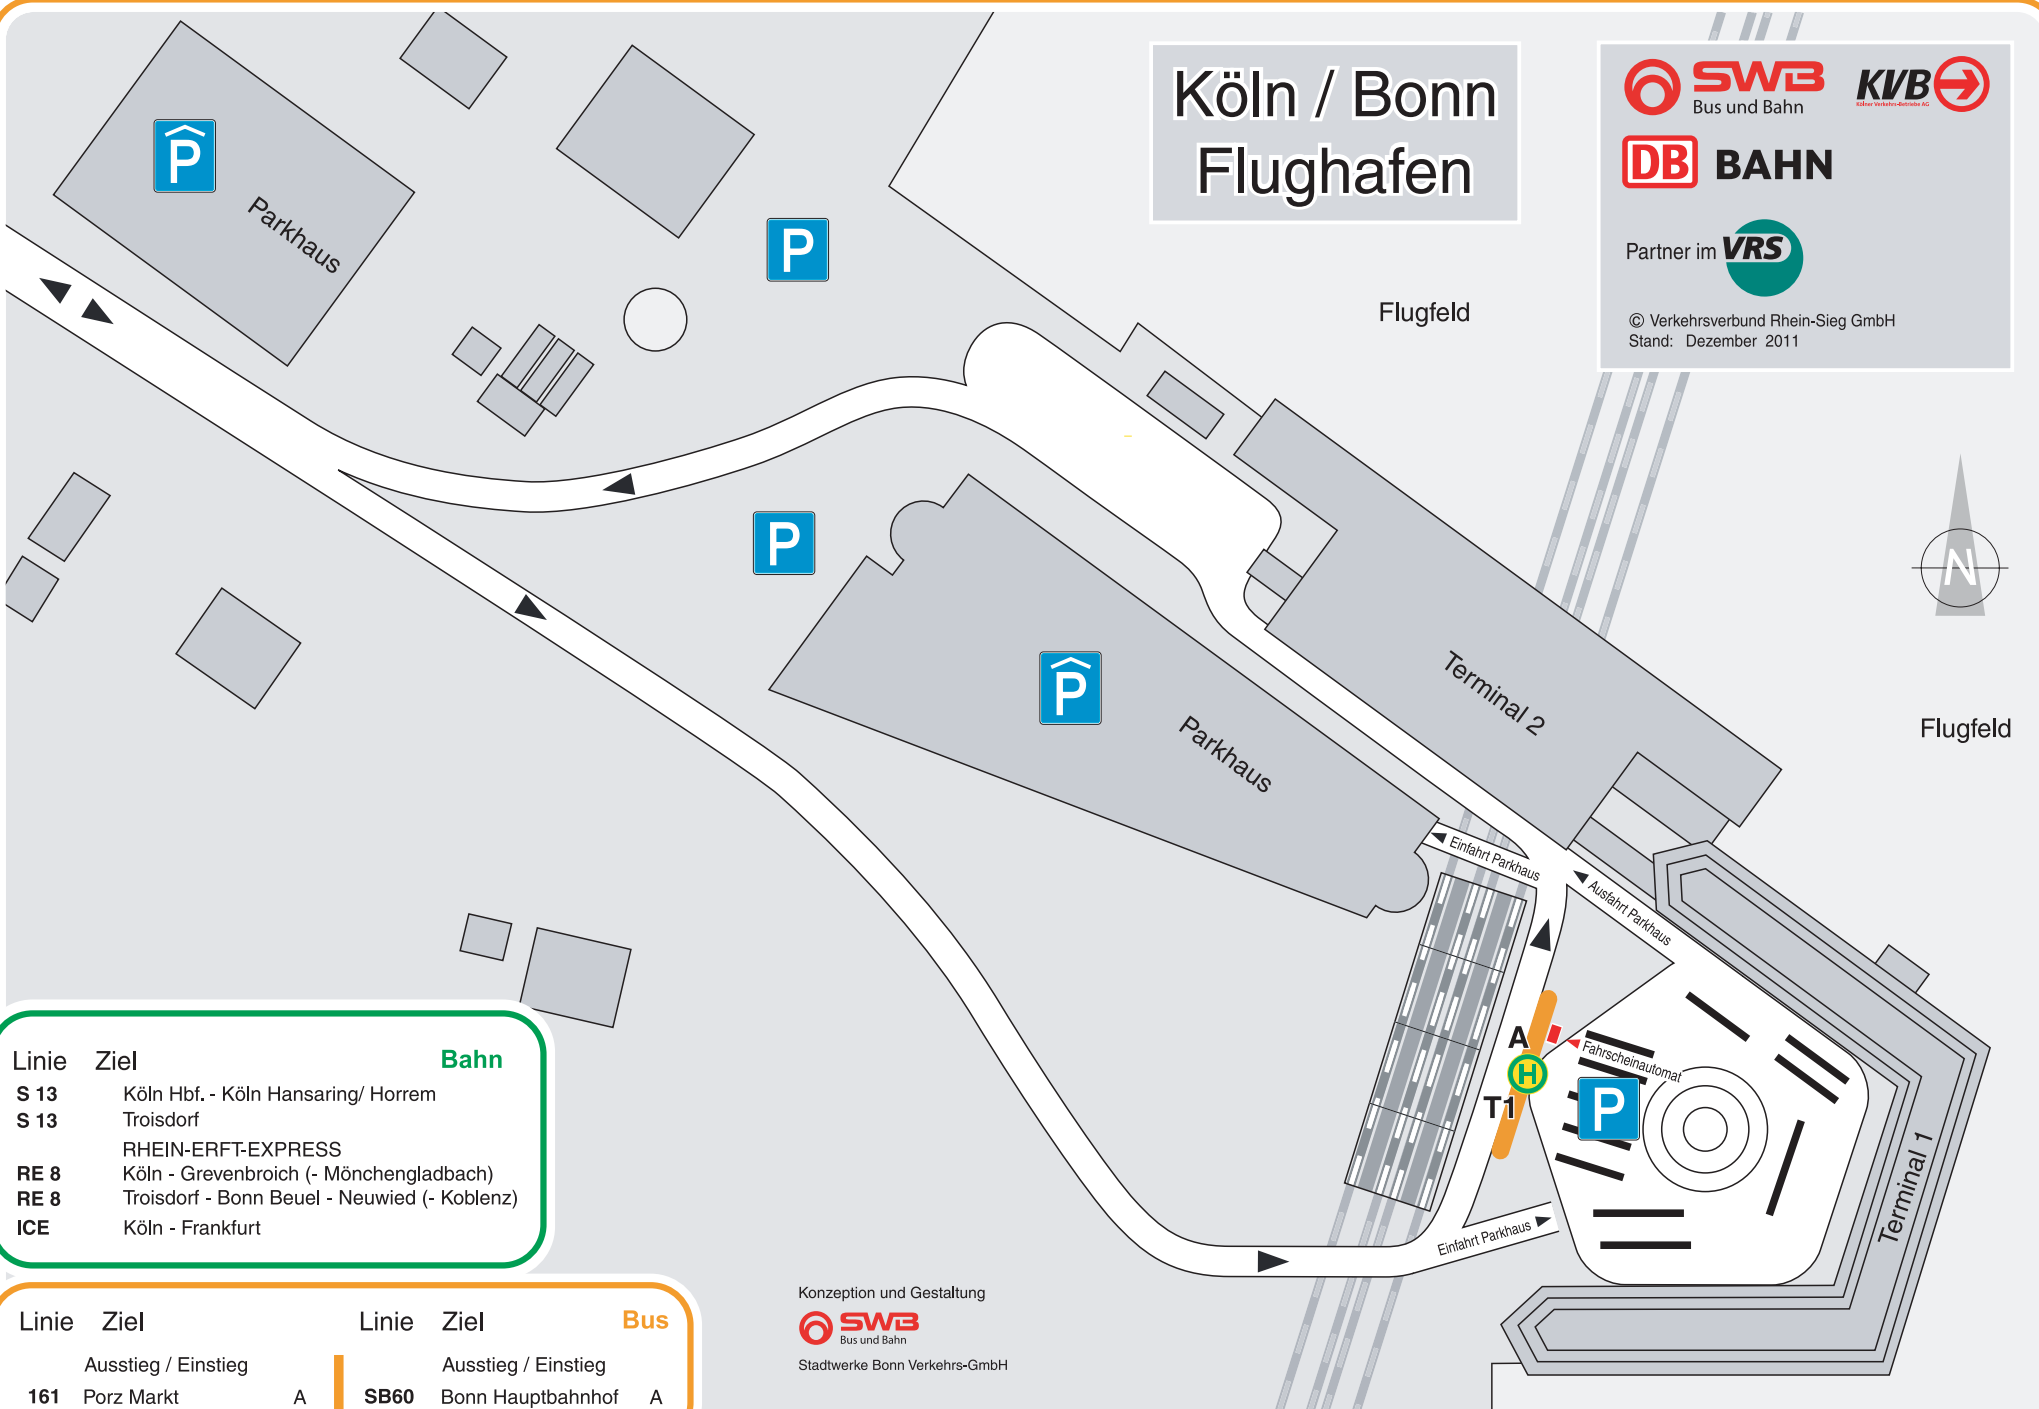 Köln / Bonn
Flughafen
SWB
Bus und Bahn
KVB
Kölner Verkehrs-Betriebe AG
DB BAHN
Partner im VRS
© Verkehrsverbund Rhein-Sieg GmbH
Stand: Dezember 2011
P
Parkhaus
P
Flugfeld
N
P
P
Parkhaus
Terminal 2
Flugfeld
Einfahrt Parkhaus
Ausfahrt Parkhaus
A
H
T1
Fahrscheinautomat
P
Terminal 1
Einfahrt Parkhaus
Linie Ziel Bahn
S 13 Köln Hbf. - Köln Hansaring/ Horrem
S 13 Troisdorf
RHEIN-ERFT-EXPRESS
RE 8 Köln - Grevenbroich (- Mönchengladbach)
RE 8 Troisdorf - Bonn Beuel - Neuwied (- Koblenz)
ICE Köln - Frankfurt
Linie Ziel Linie Ziel Bus
Ausstieg / Einstieg Ausstieg / Einstieg
161 Porz Markt A SB60 Bonn Hauptbahnhof A
Konzeption und Gestaltung
SWB
Bus und Bahn
Stadtwerke Bonn Verkehrs-GmbH